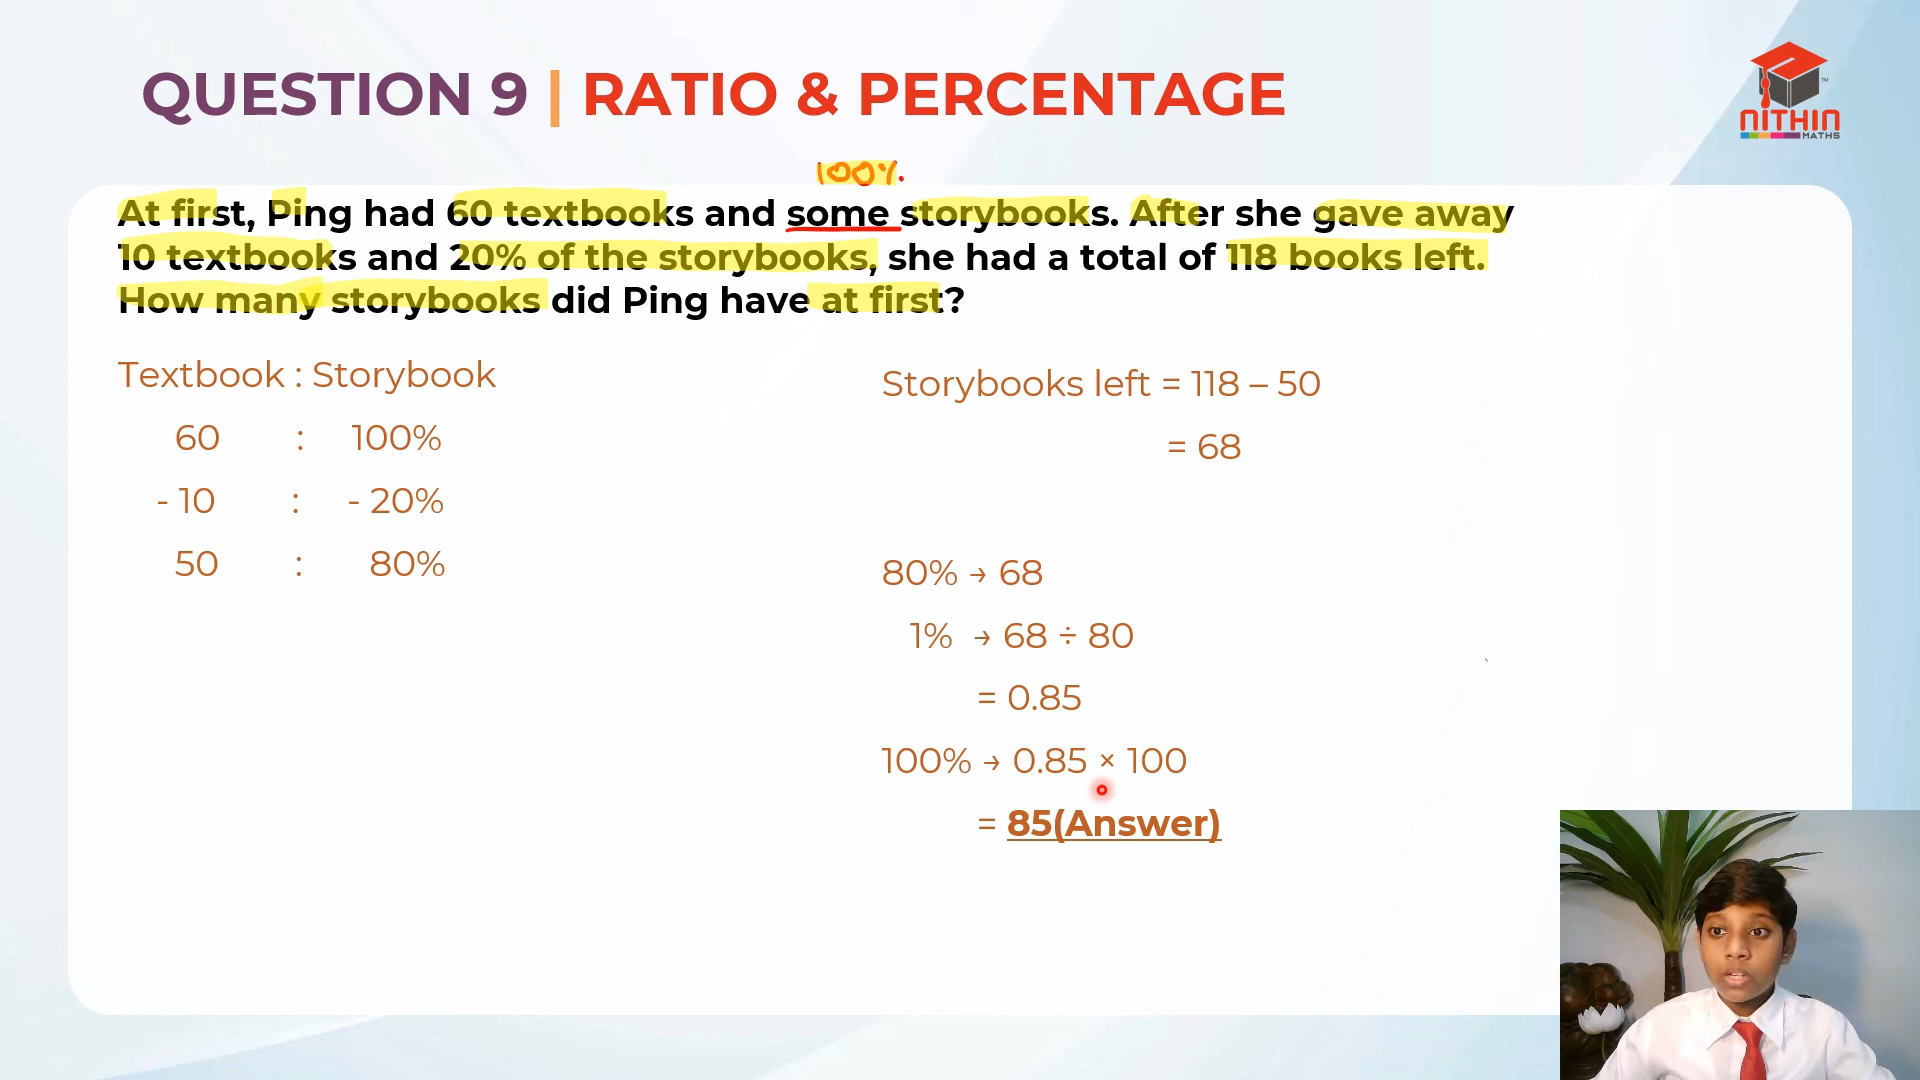 QUESTION 9 | RATIO & PERCENTAGE
NITHIN
MATHS
TM
100%.
At first, Ping had 60 textbooks and some storybooks. After she gave away
10 textbooks and 20% of the storybooks, she had a total of 118 books left.
How many storybooks did Ping have at first?
Textbook : Storybook
60 : 100%
- 10 : - 20%
50 : 80%
Storybooks left = 118 – 50
= 68
80% → 68
1% → 68 ÷ 80
= 0.85
100% → 0.85 × 100
= 85(Answer)